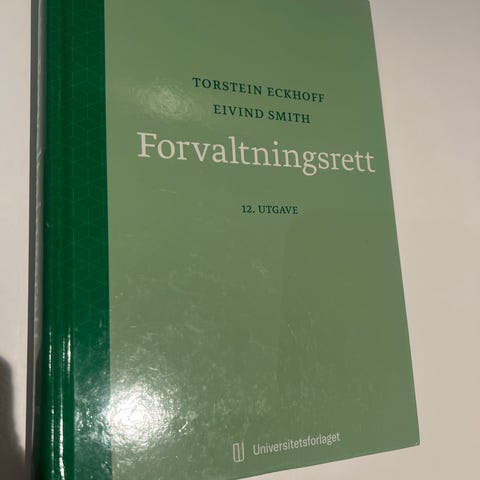 TORSTEIN ECKHOFF
EIVIND SMITH
Forvaltningsrett
12. UTGAVE
Universitetsforlaget